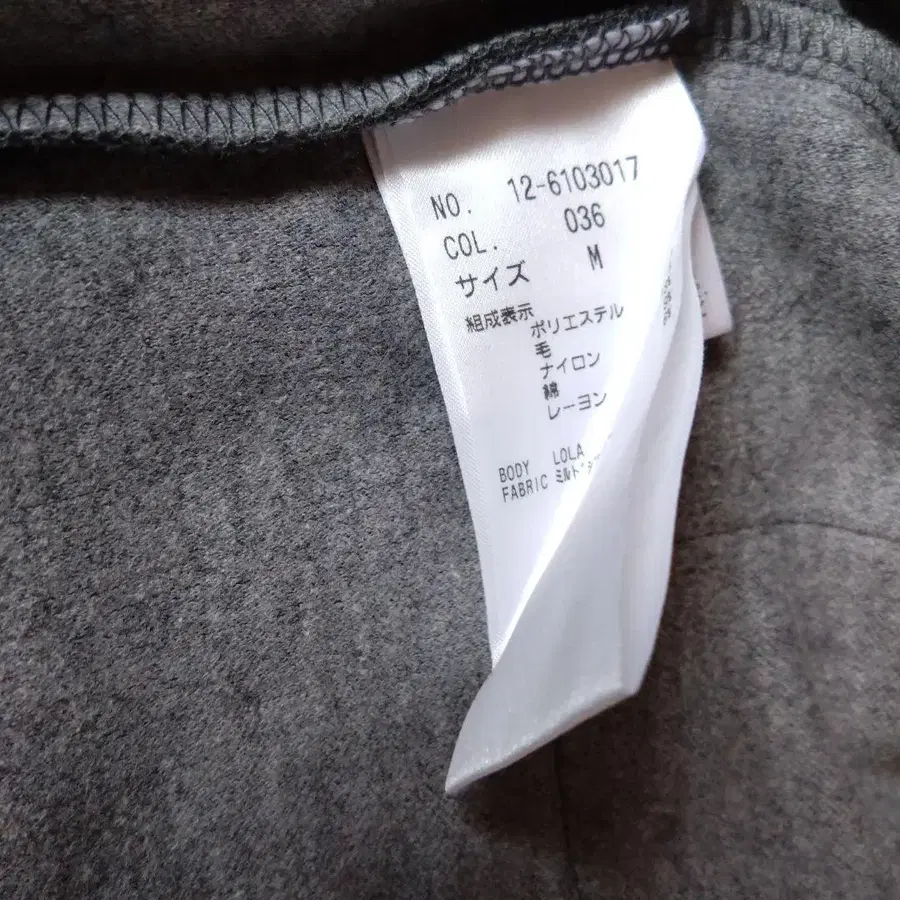 NO. 12-6103017
COL. 036
サイズ M
組成表示
ポリエステル
毛
ナイロン
綿
レーヨン
BODY LOLA
FABRIC